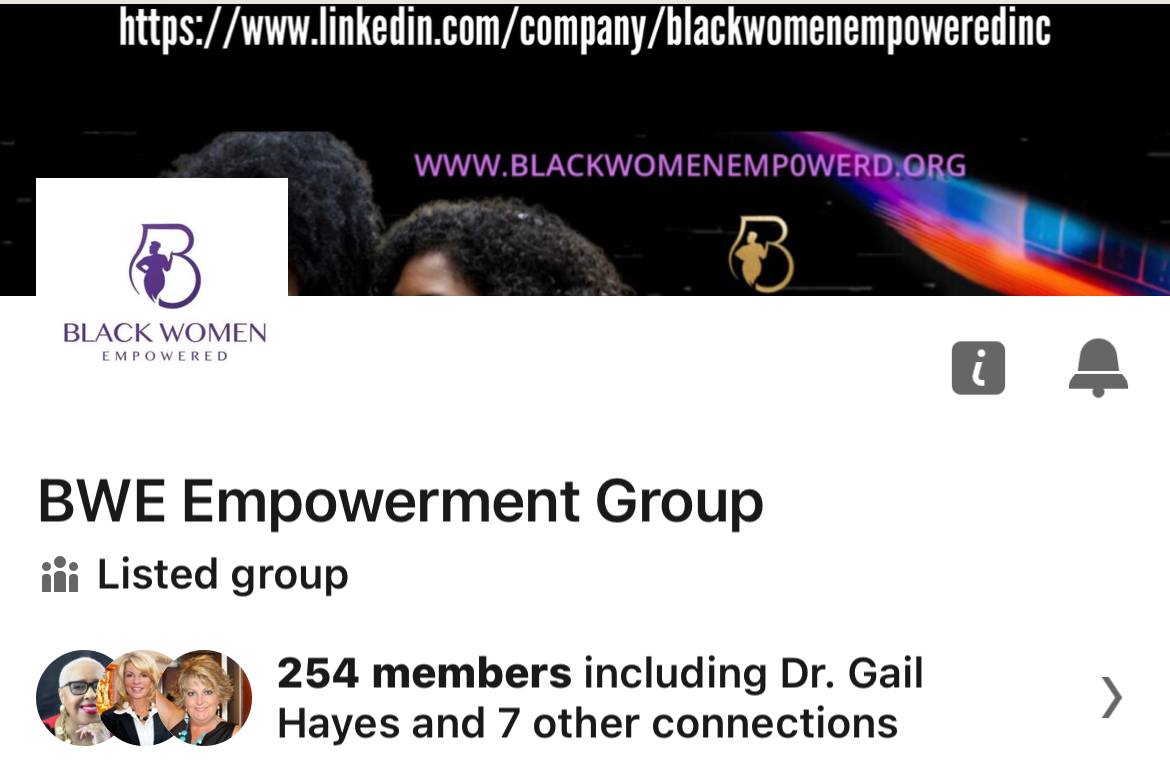 https://www.linkedin.com/company/blackwomenempoweredinc
WWW.BLACKWOMENEMP0WERD.ORG
B
B
BLACK WOMEN
EMPOWERED
i
BWE Empowerment Group
Listed group
254 members including Dr. Gail
Hayes and 7 other connections